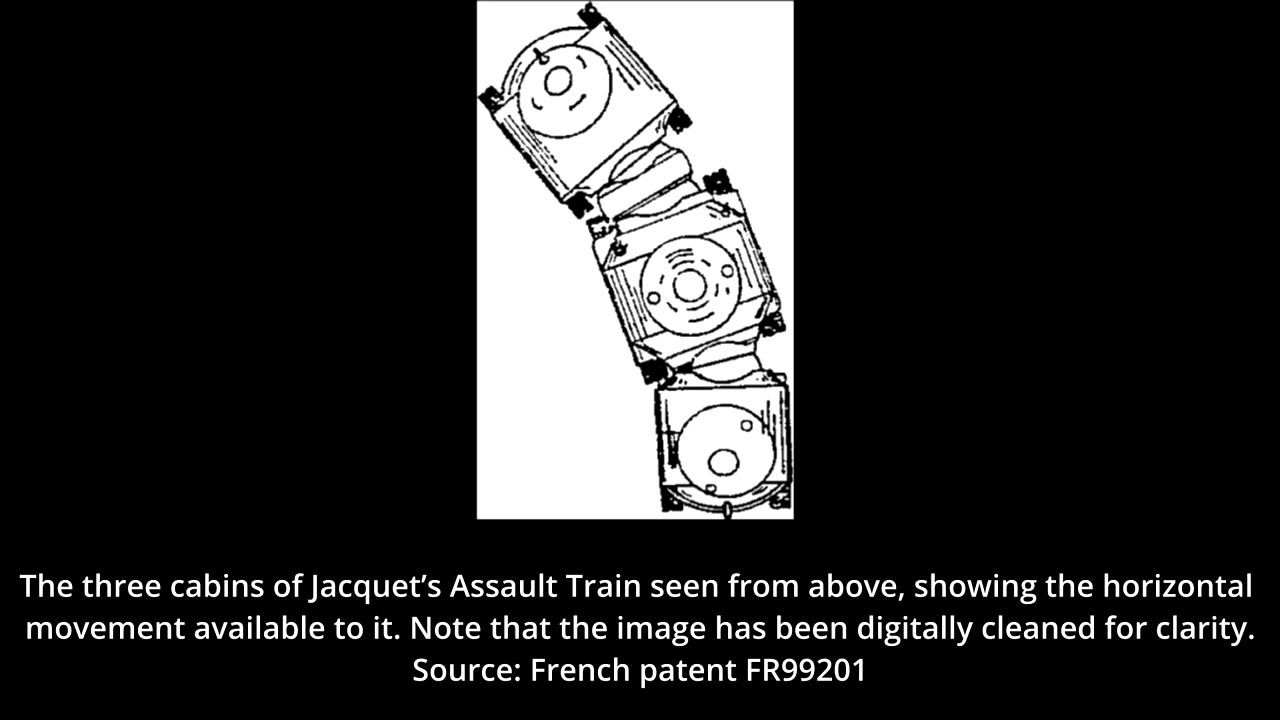 The three cabins of Jacquet’s Assault Train seen from above, showing the horizontal
movement available to it. Note that the image has been digitally cleaned for clarity.
Source: French patent FR99201